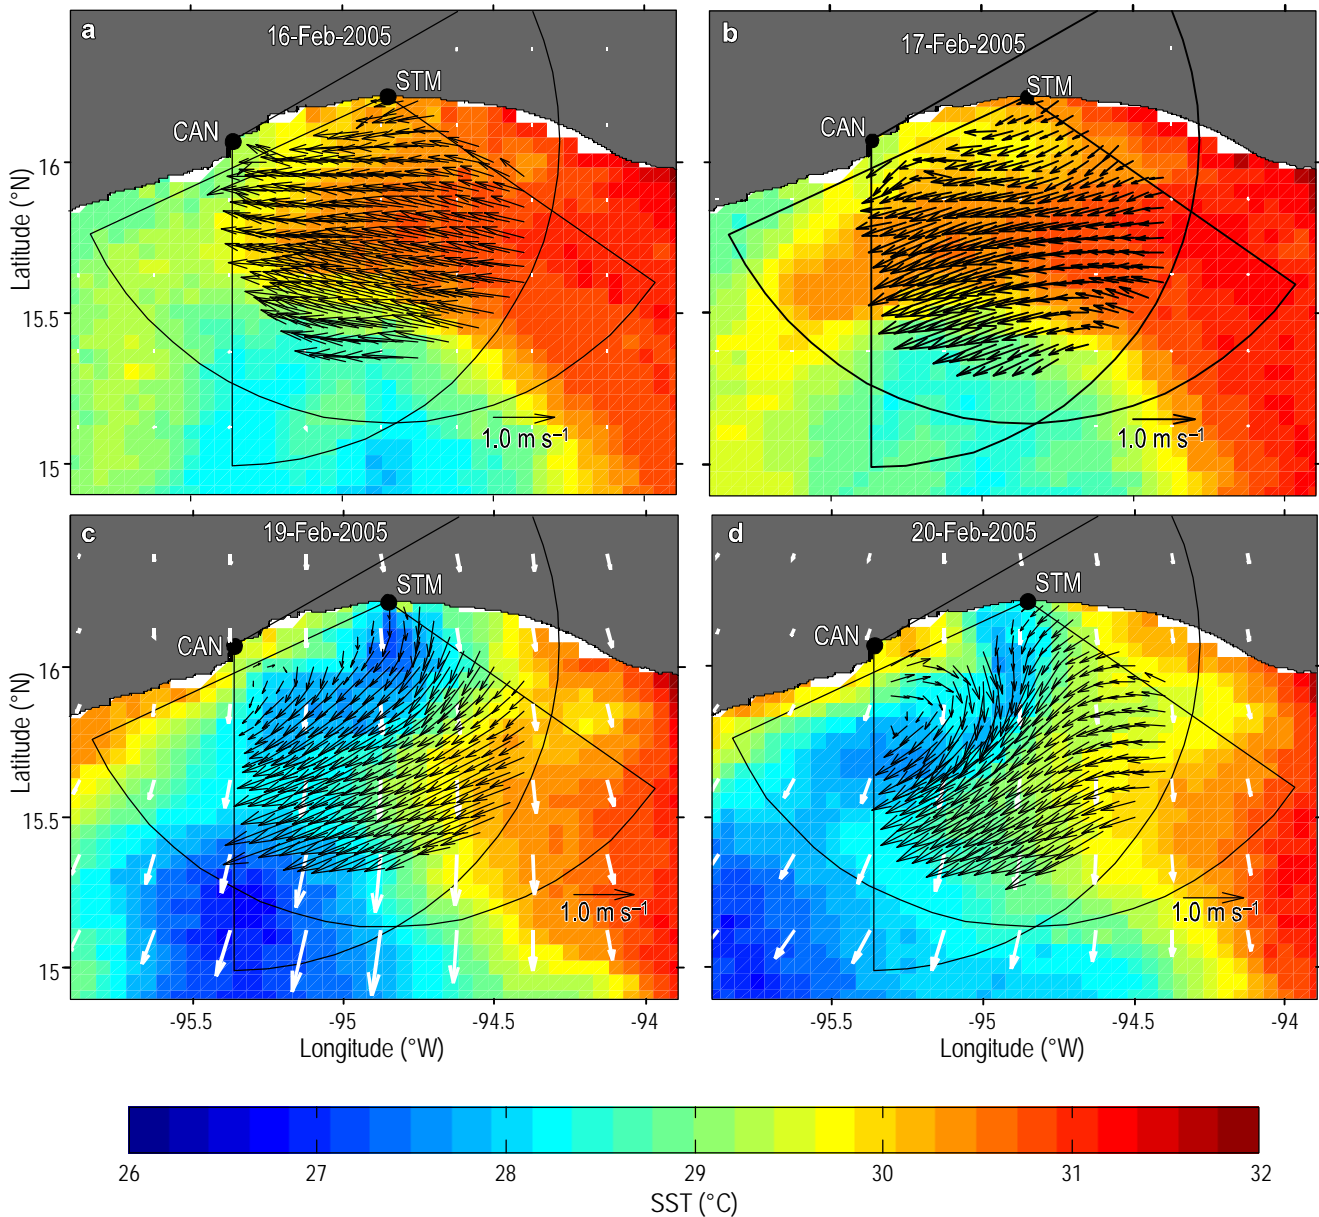 a
16-Feb-2005
STM
CAN
1.0 m s⁻¹
16
15.5
15
Latitude (°N)
b
17-Feb-2005
STM
CAN
1.0 m s⁻¹
c
19-Feb-2005
STM
CAN
1.0 m s⁻¹
16
15.5
15
Latitude (°N)
-95.5
-95
-94.5
-94
Longitude (°W)
d
20-Feb-2005
STM
CAN
1.0 m s⁻¹
-95.5
-95
-94.5
-94
Longitude (°W)
26
27
28
29
30
31
32
SST (°C)